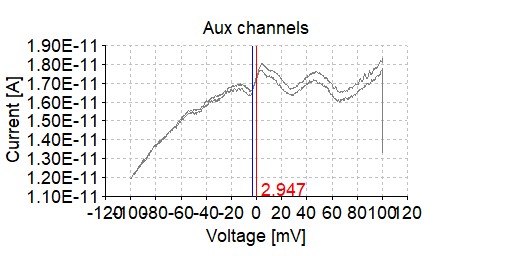 Aux channels
Current [A]
1.90E-11
1.80E-11
1.70E-11
1.60E-11
1.50E-11
1.40E-11
1.30E-11
1.20E-11
1.10E-11
2.947
-120-100-80-60-40-20 0 20 40 60 80100120
Voltage [mV]